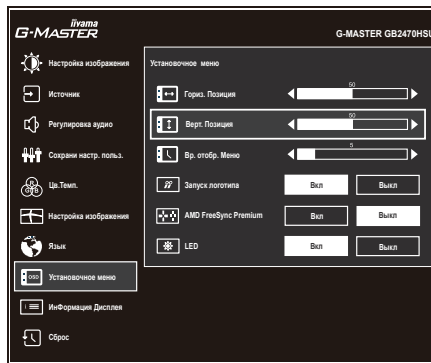 iiyama
G-MASTER
G-MASTER GB2470HSU
Настройка изображения
Источник
Регулировка аудио
Сохрани настр. польз.
R G B
Цв.Темп.
Настройка изображения
Язык
OSD Установочное меню
ИнФормация Дисплея
Сброс
Установочное меню
Гориз. Позиция
50
Верт. Позиция
50
Вр. отобр. Меню
5
Запуск логотипа
Вкл
Выкл
AMD FreeSync Premium
Вкл
Выкл
LED
Вкл
Выкл